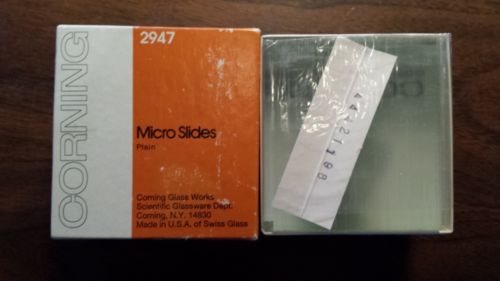 CORNING
2947
Micro Slides
Plain
Corning Glass Works
Scientific Glassware Dept.
Corning, N.Y. 14830
Made in U.S.A. of Swiss Glass